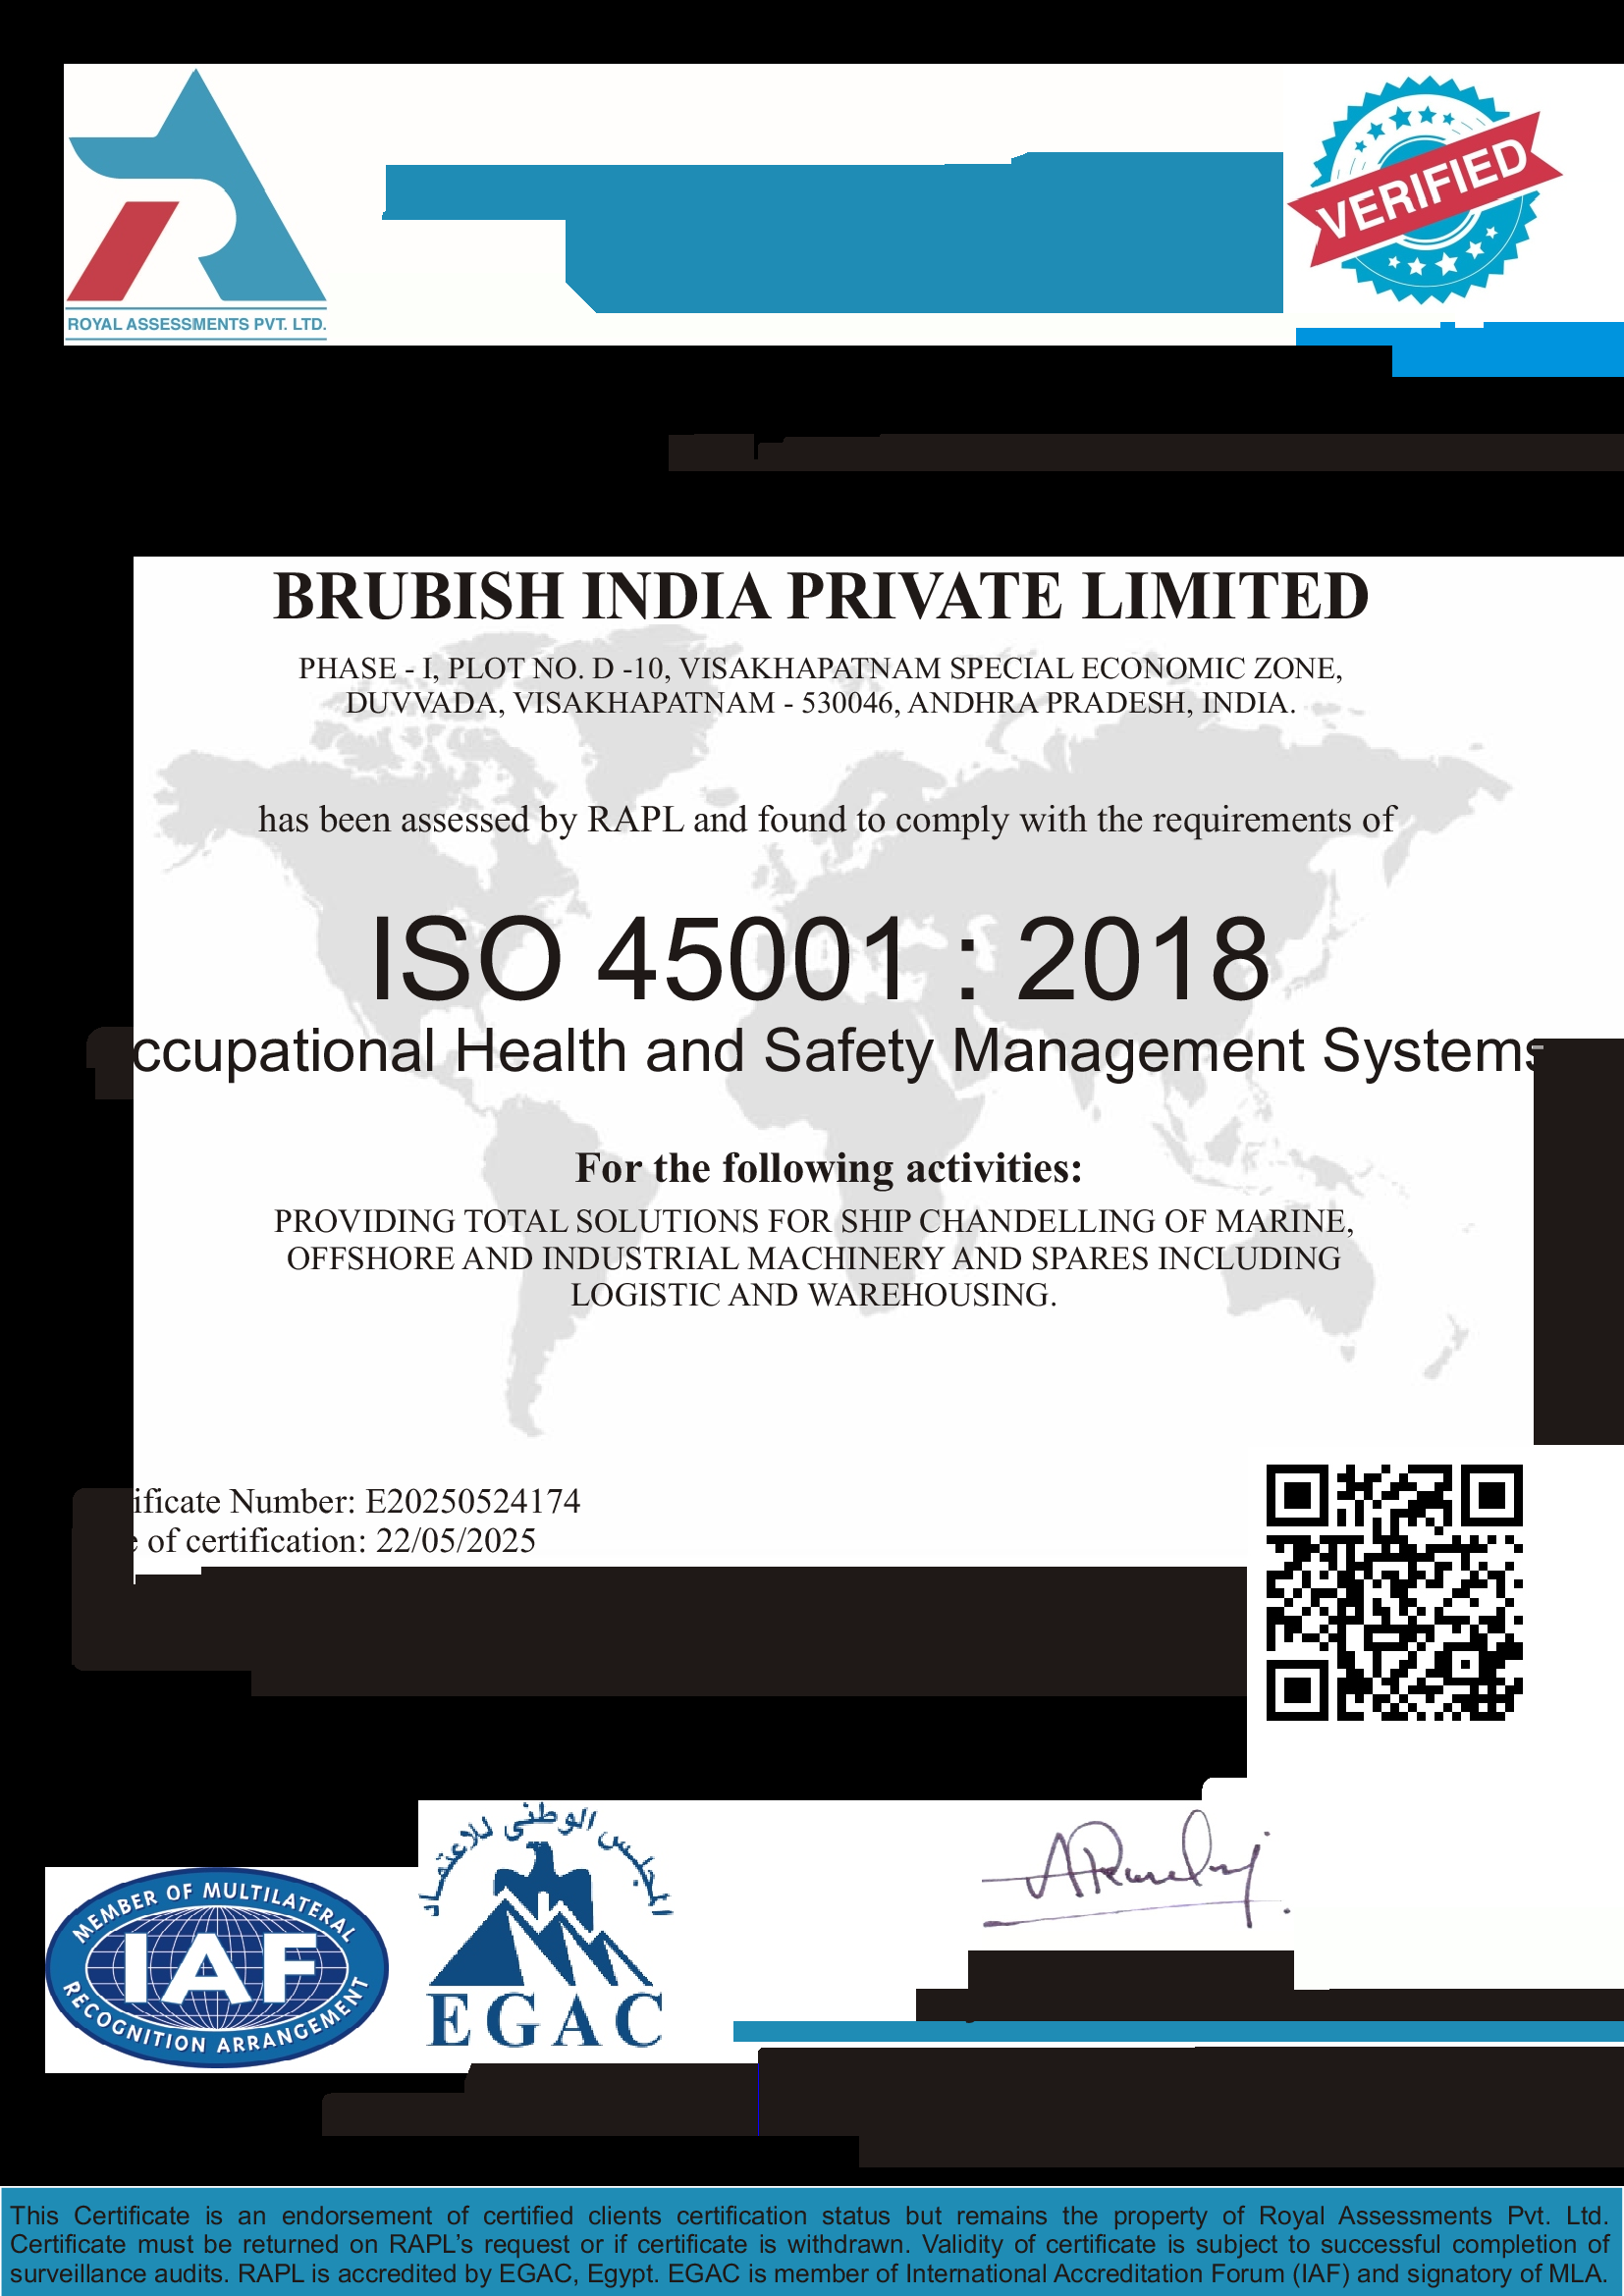 ROYAL ASSESSMENTS PVT. LTD.
VERIFIED
BRUBISH INDIA PRIVATE LIMITED
PHASE - I, PLOT NO. D -10, VISAKHAPATNAM SPECIAL ECONOMIC ZONE,
DUVVADA, VISAKHAPATNAM - 530046, ANDHRA PRADESH, INDIA.
has been assessed by RAPL and found to comply with the requirements of
ISO 45001 : 2018
ccupational Health and Safety Management Systems
For the following activities:
PROVIDING TOTAL SOLUTIONS FOR SHIP CHANDELLING OF MARINE,
OFFSHORE AND INDUSTRIAL MACHINERY AND SPARES INCLUDING
LOGISTIC AND WAREHOUSING.
ificate Number: E20250524174
e of certification: 22/05/2025
المجلس الوطنى للاعتماد
EGAC
MEMBER OF MULTILATERAL
IAF
RECOGNITION ARRANGEMENT
This Certificate is an endorsement of certified clients certification status but remains the property of Royal Assessments Pvt. Ltd.
Certificate must be returned on RAPL’s request or if certificate is withdrawn. Validity of certificate is subject to successful completion of
surveillance audits. RAPL is accredited by EGAC, Egypt. EGAC is member of International Accreditation Forum (IAF) and signatory of MLA.